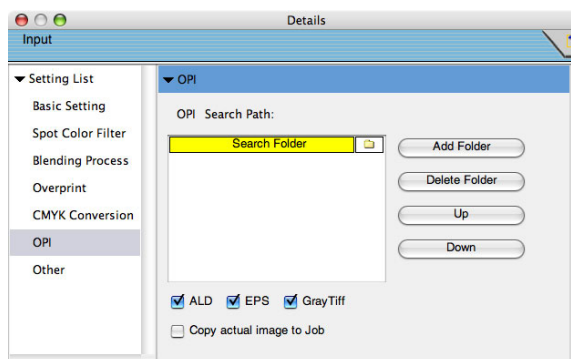 Details
Input
Setting List
Basic Setting
Spot Color Filter
Blending Process
Overprint
CMYK Conversion
OPI
Other
OPI
OPI Search Path:
Search Folder
Add Folder
Delete Folder
Up
Down
ALD EPS GrayTiff
Copy actual image to Job